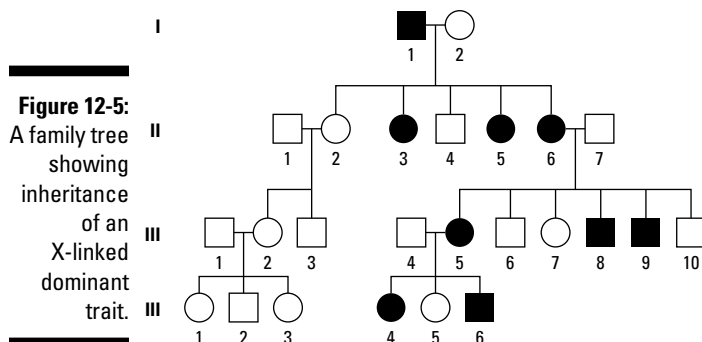 I
1 2
Figure 12-5:
A family tree
showing
inheritance
of an
X-linked
dominant
trait.
II
1 2 3 4 5 6 7
III
1 2 3 4 5 6 7 8 9 10
III
1 2 3 4 5 6